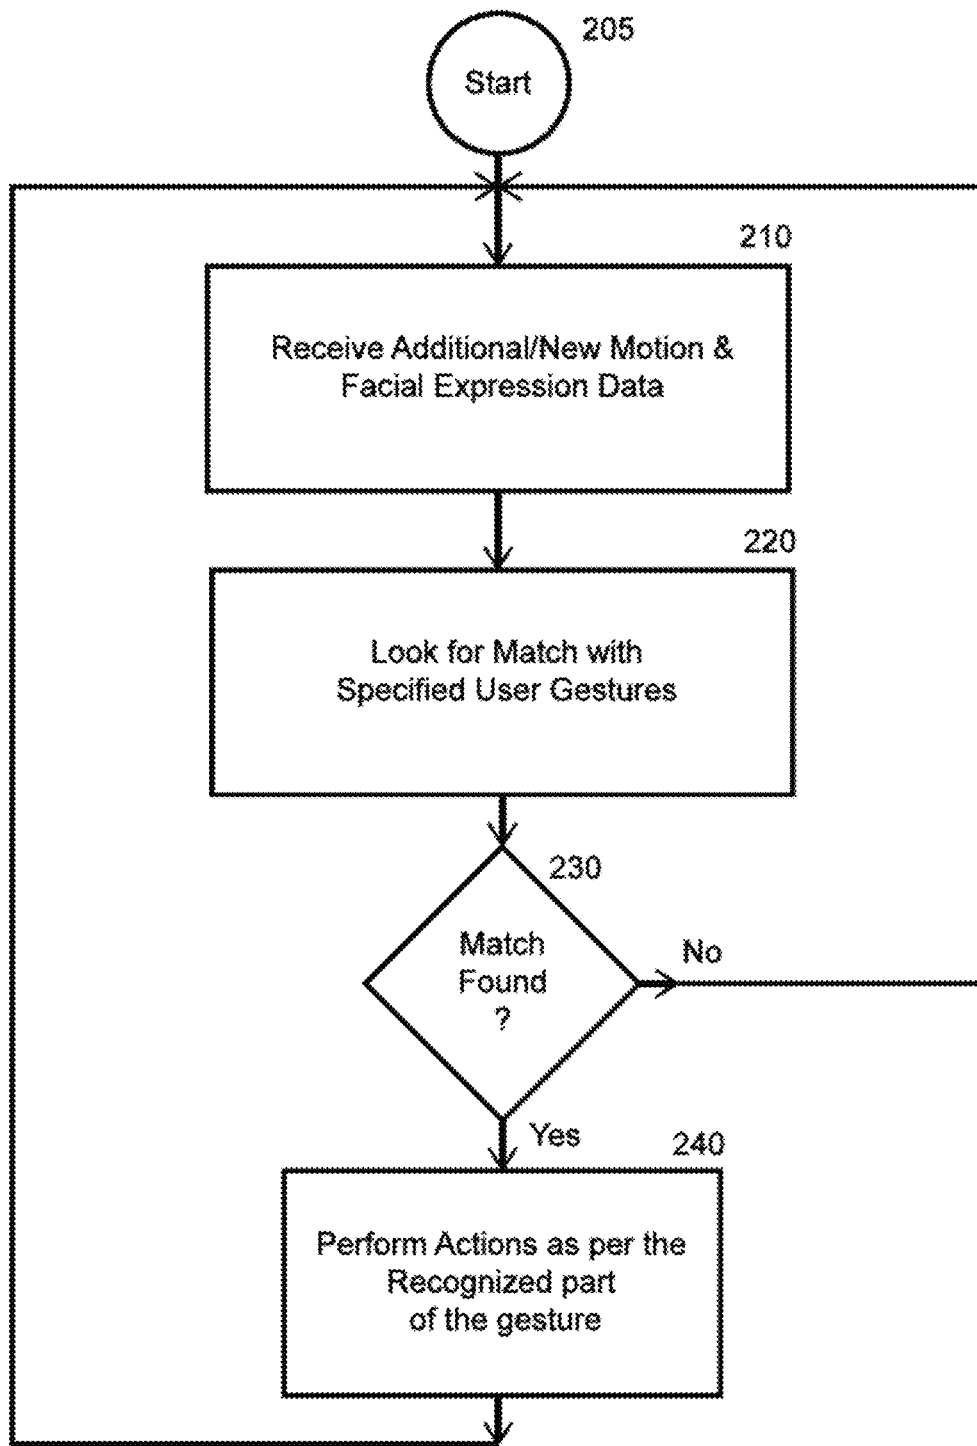 205
Start
210
Receive Additional/New Motion &
Facial Expression Data
220
Look for Match with
Specified User Gestures
230
Match
Found
?
No
Yes
240
Perform Actions as per the
Recognized part
of the gesture